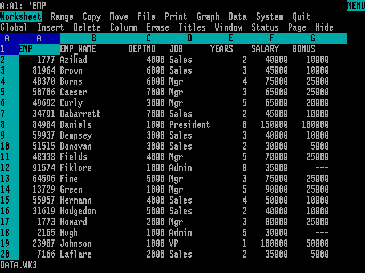 A:A1: 'EMP MENU
Worksheet Range Copy Move File Print Graph Data System Quit
Global Insert Delete Column Erase Titles Window Status Page Hide
A A B C D E F G
1 EMP EMP_NAME DEPTNO JOB YEARS SALARY BONUS
2 1777 Azibad 4000 Sales 2 40000 10000
3 81964 Brown 6000 Sales 3 45000 10000
4 40370 Burns 6000 Mgr 4 75000 25000
5 50706 Caeser 7000 Mgr 3 65000 25000
6 49692 Curly 3000 Mgr 5 65000 20000
7 34791 Dabarrett 7000 Sales 2 45000 10000
8 84984 Daniels 1000 President 8 150000 100000
9 59937 Dempsey 3000 Sales 3 40000 10000
10 51515 Donovan 3000 Sales 2 30000 5000
11 48338 Fields 4000 Mgr 5 70000 25000
12 91574 Fiklore 1000 Admin 8 35000 ---
13 64596 Fine 5000 Mgr 3 75000 25000
14 13729 Green 1000 Mgr 5 90000 25000
15 55957 Hermann 4000 Sales 4 50000 10000
16 31619 Hodgedon 5000 Sales 2 40000 10000
17 1773 Howard 2000 Mgr 3 80000 25000
18 2165 Hugh 1000 Admin 5 30000 ---
19 23907 Johnson 1000 VP 1 100000 50000
20 7166 Laflare 2000 Sales 2 35000 5000
DATA.WK3